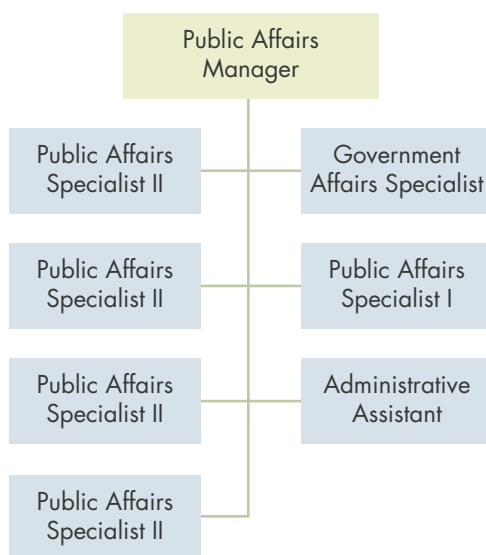 Public Affairs
Manager
Public Affairs
Specialist II
Government
Affairs Specialist
Public Affairs
Specialist II
Public Affairs
Specialist I
Public Affairs
Specialist II
Administrative
Assistant
Public Affairs
Specialist II